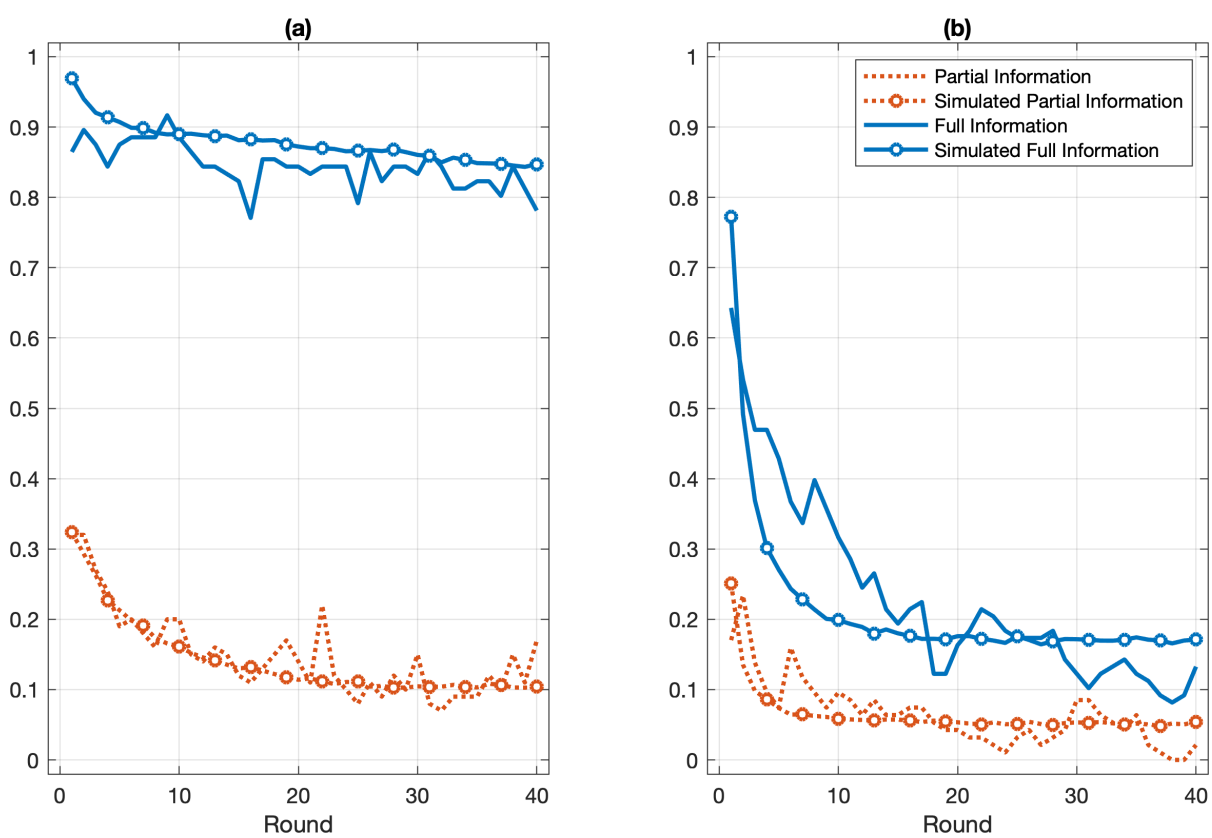 (a)
1
0.9
0.8
0.7
0.6
0.5
0.4
0.3
0.2
0.1
0
0 10 20 30 40
Round
(b)
Partial Information
Simulated Partial Information
Full Information
Simulated Full Information
1
0.9
0.8
0.7
0.6
0.5
0.4
0.3
0.2
0.1
0
0 10 20 30 40
Round